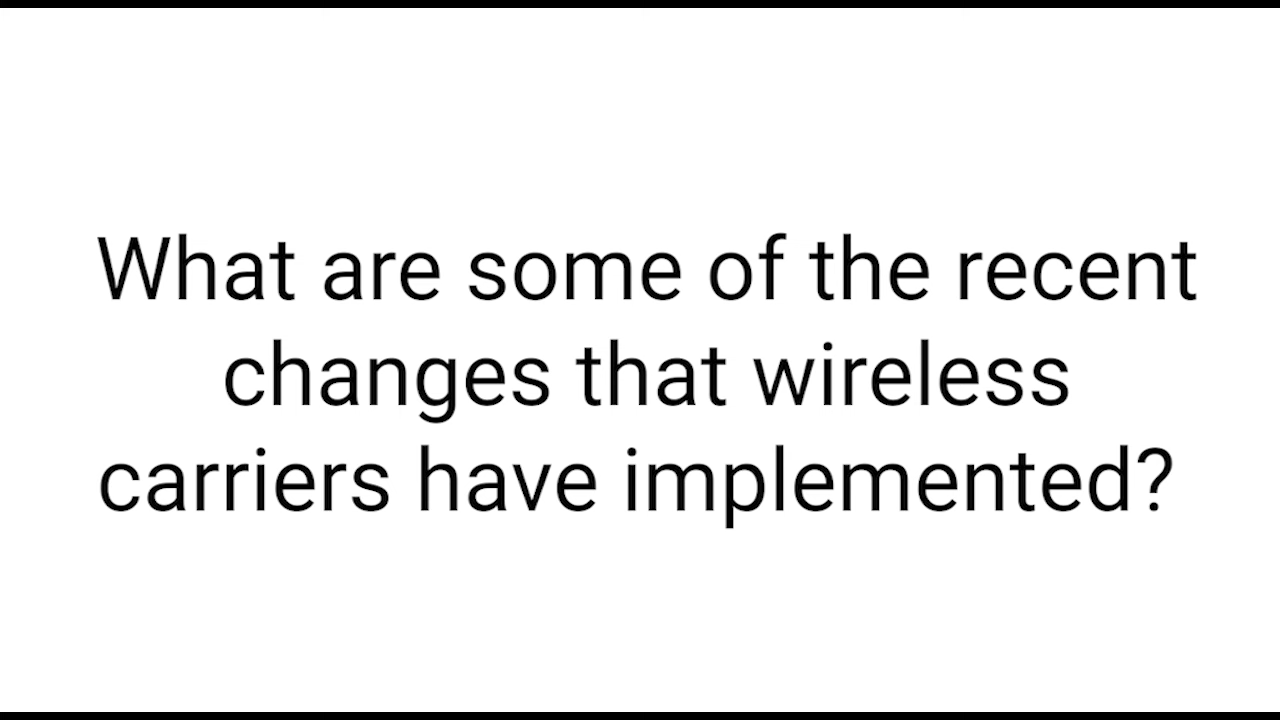 What are some of the recent
changes that wireless
carriers have implemented?